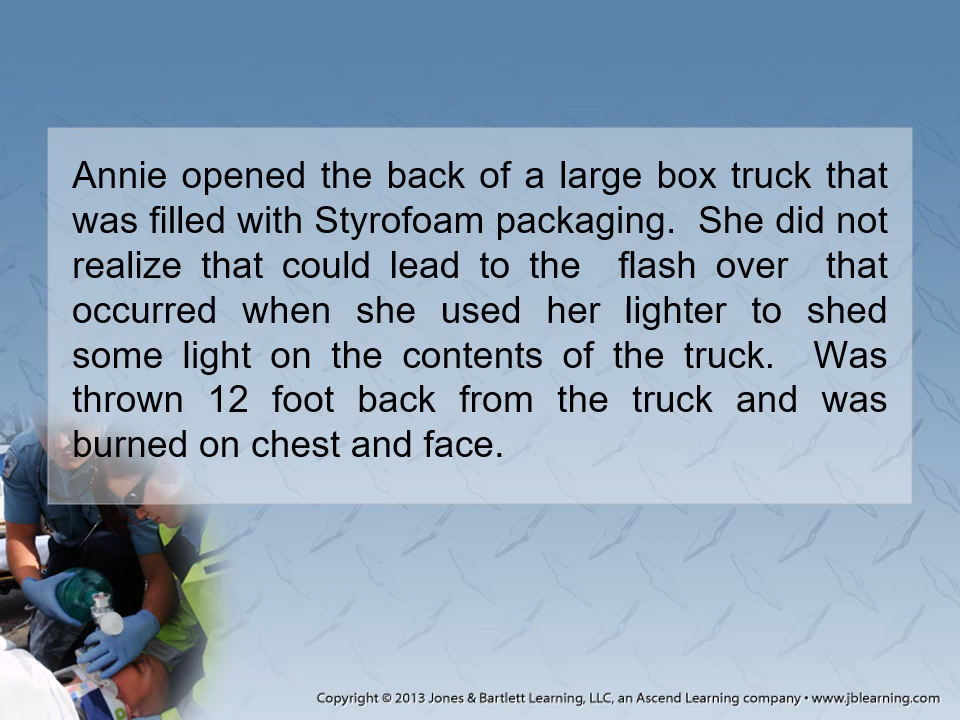 Annie opened the back of a large box truck that
was filled with Styrofoam packaging.  She did not
realize that could lead to the  flash over  that
occurred when she used her lighter to shed
some light on the contents of the truck.  Was
thrown 12 foot back from the truck and was
burned on chest and face.
Copyright © 2013 Jones & Bartlett Learning, LLC, an Ascend Learning company • www.jblearning.com